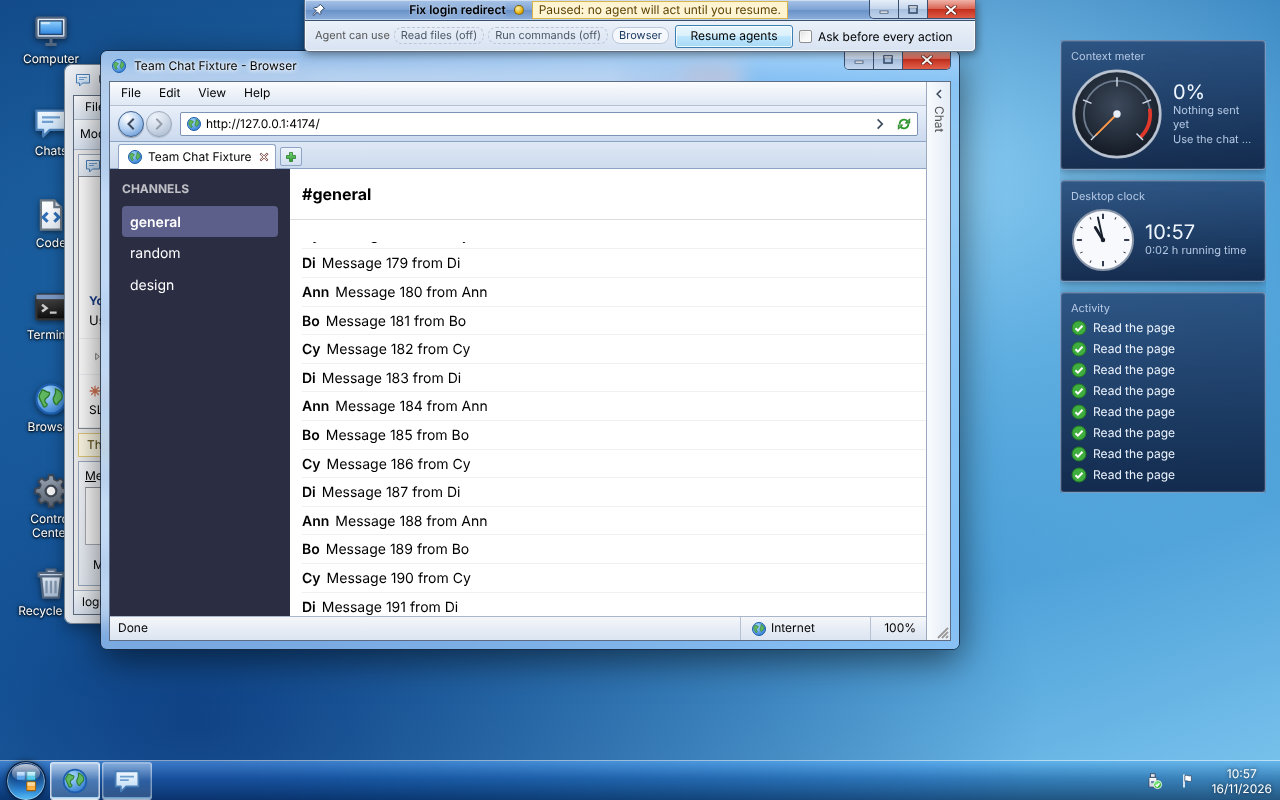 Fix login redirect
Paused: no agent will act until you resume.
Agent can use
Read files (off)
Run commands (off)
Browser
Resume agents
Ask before every action
Computer
Chats
Code
Browse
Contro
Center
Recycle
Team Chat Fixture - Browser
File
Edit
View
Help
http://127.0.0.1:4174/
Team Chat Fixture
CHANNELS
general
random
design
#general
Di Message 179 from Di
Ann Message 180 from Ann
Bo Message 181 from Bo
Cy Message 182 from Cy
Di Message 183 from Di
Ann Message 184 from Ann
Bo Message 185 from Bo
Cy Message 186 from Cy
Di Message 187 from Di
Ann Message 188 from Ann
Bo Message 189 from Bo
Cy Message 190 from Cy
Di Message 191 from Di
Done
Internet
100%
Chat
Context meter
0%
Nothing sent
yet
Use the chat ...
Desktop clock
10:57
0:02 h running time
Activity
Read the page
Read the page
Read the page
Read the page
Read the page
Read the page
Read the page
Read the page
10:57
16/11/2026